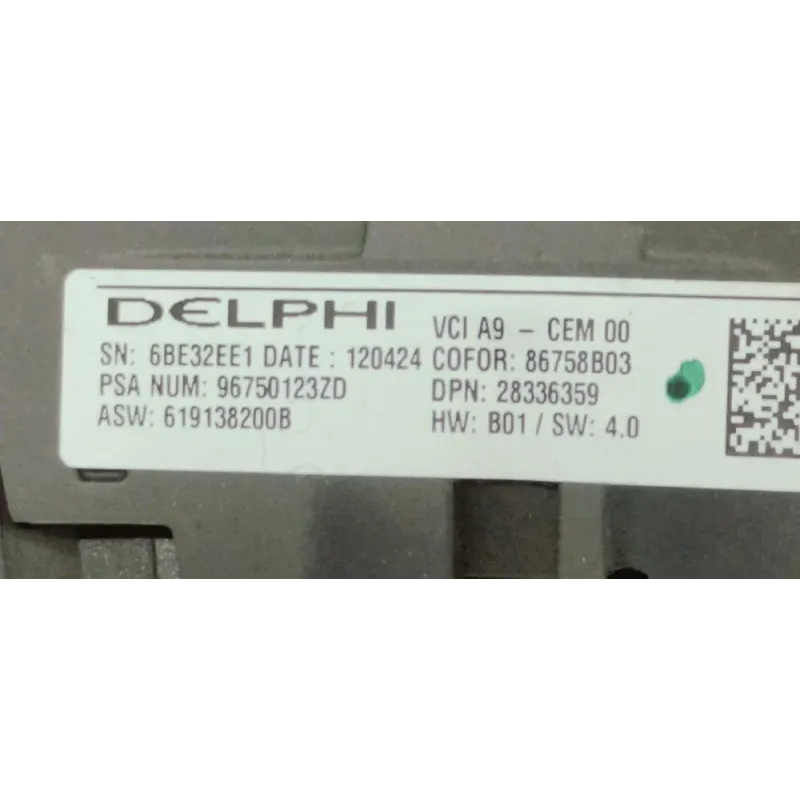 DELPHI VCI A9 - CEM 00
SN: 6BE32EE1 DATE : 120424 COFOR: 86758B03
PSA NUM: 96750123ZD DPN: 28336359
ASW: 619138200B HW: B01 / SW: 4.0